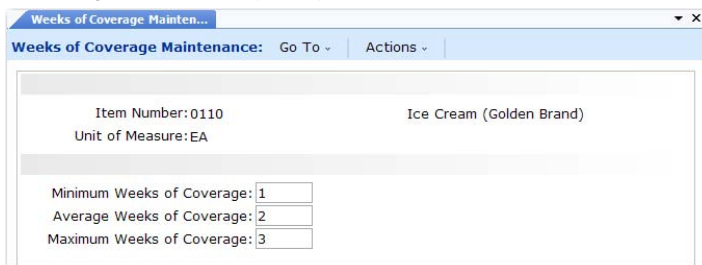 Weeks of Coverage Mainten...
Weeks of Coverage Maintenance: Go To Actions
Item Number: 0110 Ice Cream (Golden Brand)
Unit of Measure: EA
Minimum Weeks of Coverage: 1
Average Weeks of Coverage: 2
Maximum Weeks of Coverage: 3